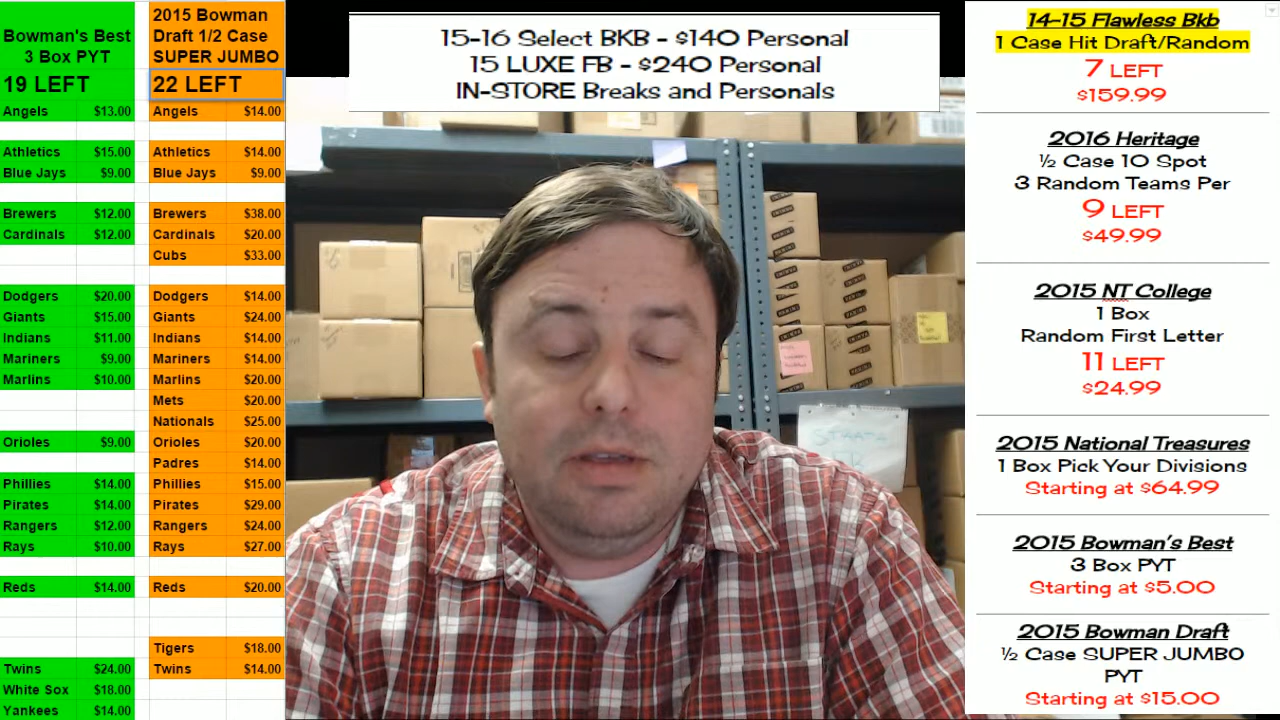 Bowman's Best
3 Box PYT
19 LEFT
Angels $13.00
Athletics $15.00
Blue Jays $9.00
Brewers $12.00
Cardinals $12.00
Dodgers $20.00
Giants $15.00
Indians $11.00
Mariners $9.00
Marlins $10.00
Orioles $9.00
Phillies $14.00
Pirates $14.00
Rangers $12.00
Rays $10.00
Reds $14.00
Twins $24.00
White Sox $18.00
Yankees $14.00
2015 Bowman
Draft 1/2 Case
SUPER JUMBO
22 LEFT
Angels $14.00
Athletics $14.00
Blue Jays $9.00
Brewers $38.00
Cardinals $20.00
Cubs $33.00
Dodgers $14.00
Giants $24.00
Indians $14.00
Mariners $14.00
Marlins $20.00
Mets $20.00
Nationals $25.00
Orioles $20.00
Padres $14.00
Phillies $15.00
Pirates $29.00
Rangers $24.00
Rays $27.00
Reds $20.00
Tigers $18.00
Twins $14.00
15-16 Select BKB - $140 Personal
15 LUXE FB - $240 Personal
IN-STORE Breaks and Personals
14-15 Flawless Bkb
1 Case Hit Draft/Random
7 LEFT
$159.99
2016 Heritage
½ Case 10 Spot
3 Random Teams Per
9 LEFT
$49.99
2015 NT College
1 Box
Random First Letter
11 LEFT
$24.99
2015 National Treasures
1 Box Pick Your Divisions
Starting at $64.99
2015 Bowman's Best
3 Box PYT
Starting at $5.00
2015 Bowman Draft
½ Case SUPER JUMBO
PYT
Starting at $15.00